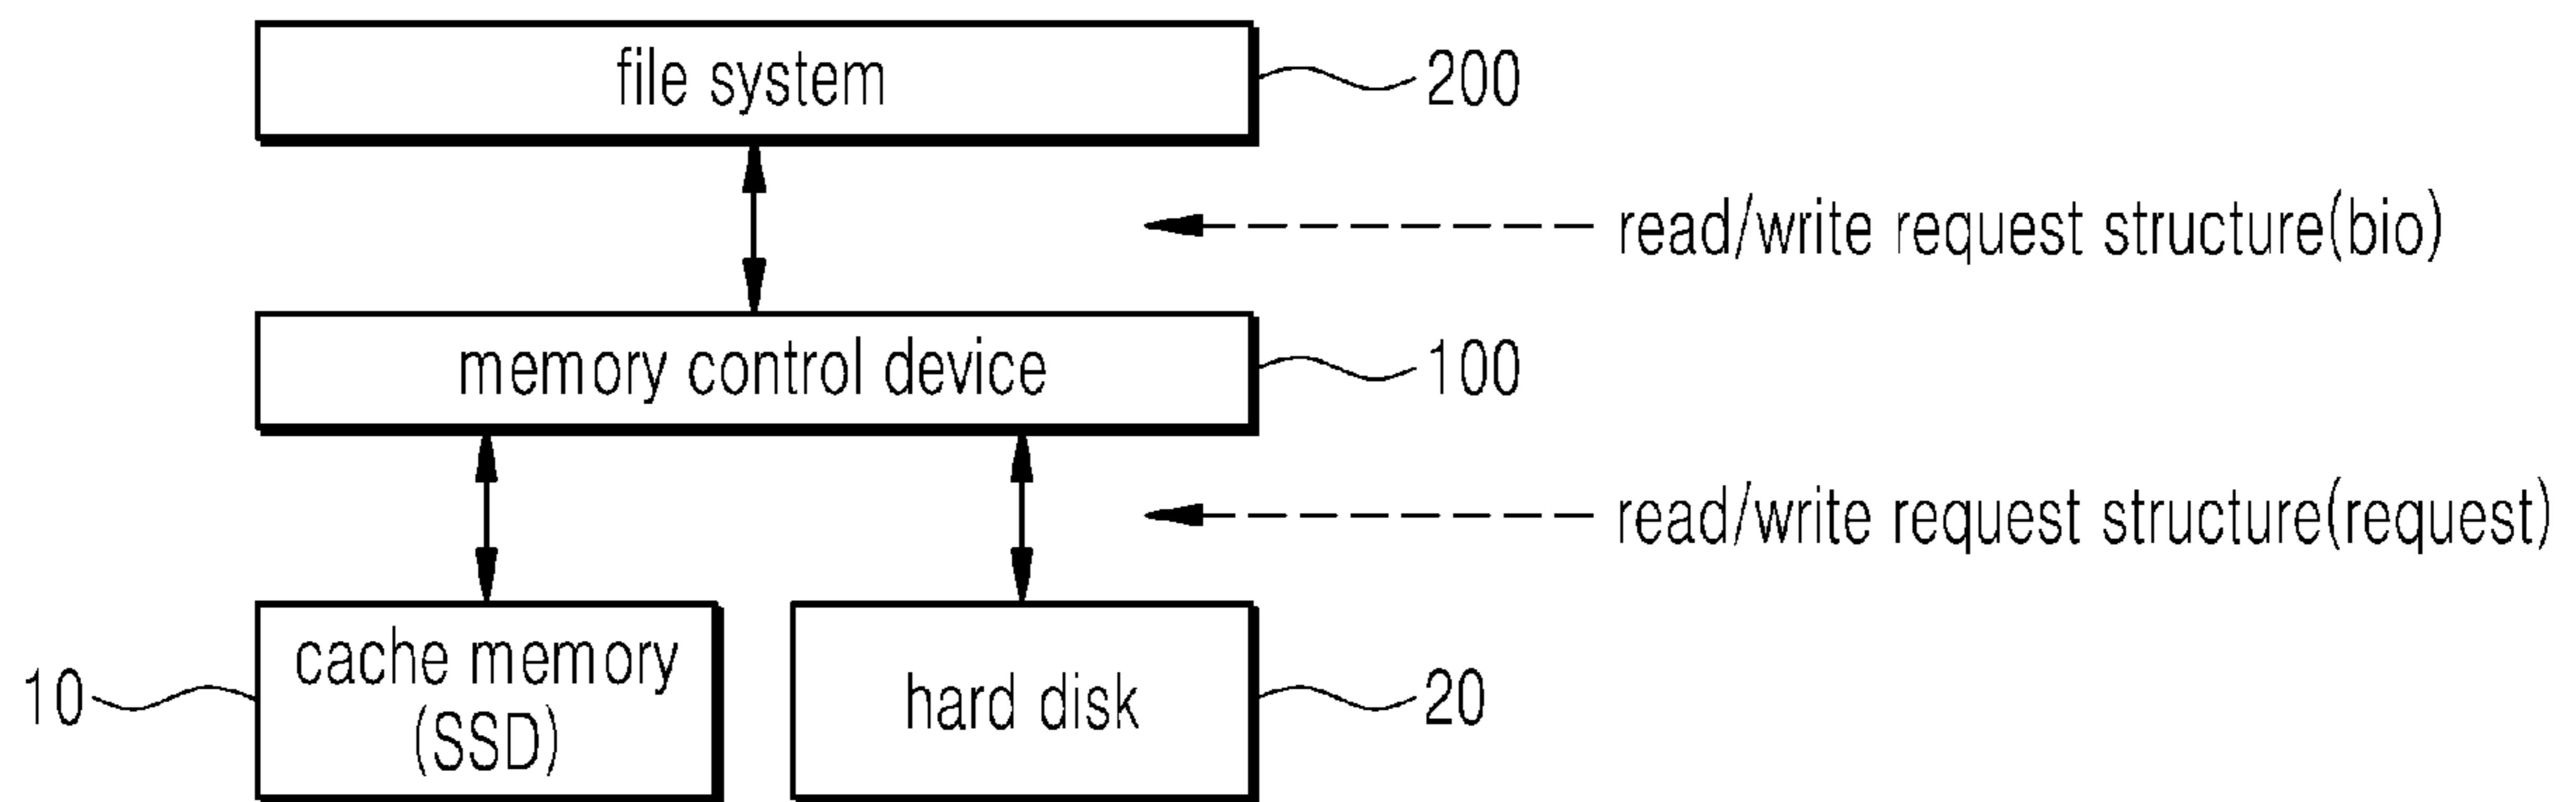 file system
200
read/write request structure(bio)
memory control device
100
read/write request structure(request)
10
cache memory
(SSD)
hard disk
20